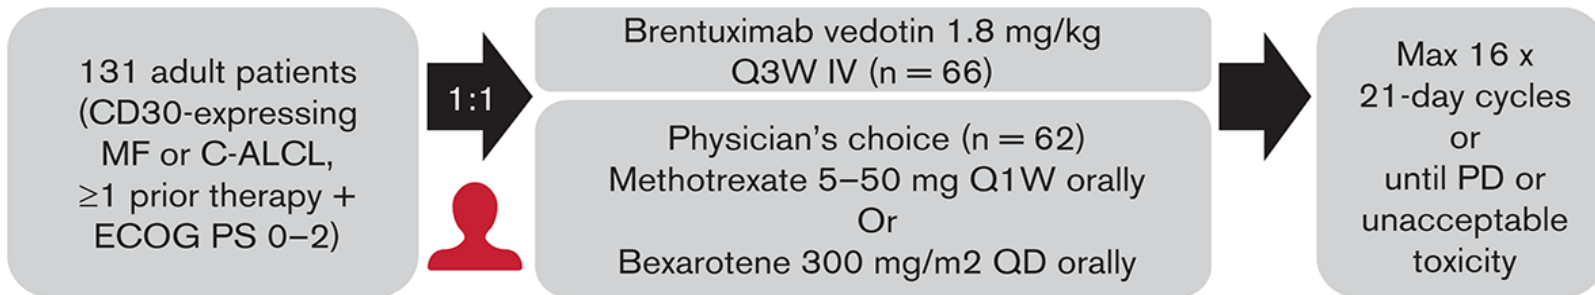 131 adult patients
(CD30-expressing
MF or C-ALCL,
≥1 prior therapy +
ECOG PS 0–2)
1:1
Brentuximab vedotin 1.8 mg/kg
Q3W IV (n = 66)
Physician's choice (n = 62)
Methotrexate 5–50 mg Q1W orally
Or
Bexarotene 300 mg/m2 QD orally
Max 16 x
21-day cycles
or
until PD or
unacceptable
toxicity